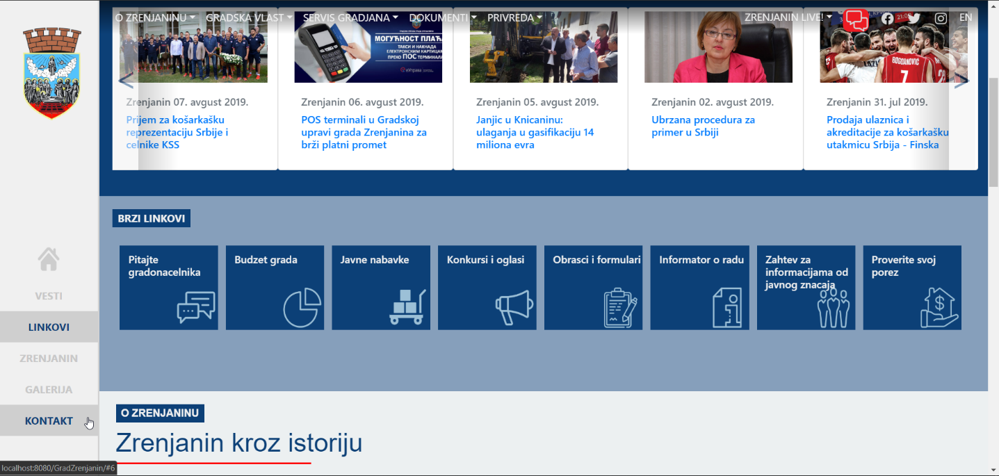 O ZRENJANINU GRADSKA VLAST SERVIS GRADJANA DOKUMENTI PRIVREDA ZRENJANIN LIVE! EN
МОГУЋНОСТ ПЛАЋ
ТАКСИ И НАКНАДА
ЕЛЕКТРОНСКИМ КАРТИЦАМ
ПРЕКО ПОС ТЕРМИНАЛА
еУправа
BOGDANOVIĆ
7
Zrenjanin 07. avgust 2019.
Prijem za košarkašku
reprezentaciju Srbije i
celnike KSS
Zrenjanin 06. avgust 2019.
POS terminali u Gradskoj
upravi grada Zrenjanina za
brži platni promet
Zrenjanin 05. avgust 2019.
Janjic u Knicaninu:
ulaganja u gasifikaciju 14
miliona evra
Zrenjanin 02. avgust 2019.
Ubrzana procedura za
primer u Srbiji
Zrenjanin 31. jul 2019.
Prodaja ulaznica i
akreditacije za košarkašku
utakmicu Srbija - Finska
BRZI LINKOVI
Pitajte
gradonacelnika
Budzet grada
Javne nabavke
Konkursi i oglasi
Obrasci i formulari
Informator o radu
Zahtev za
informacijama od
javnog znacaja
Proverite svoj
porez
VESTI
LINKOVI
ZRENJANIN
GALERIJA
KONTAKT
O ZRENJANINU
Zrenjanin kroz istoriju
localhost:8080/GradZrenjanin/#6